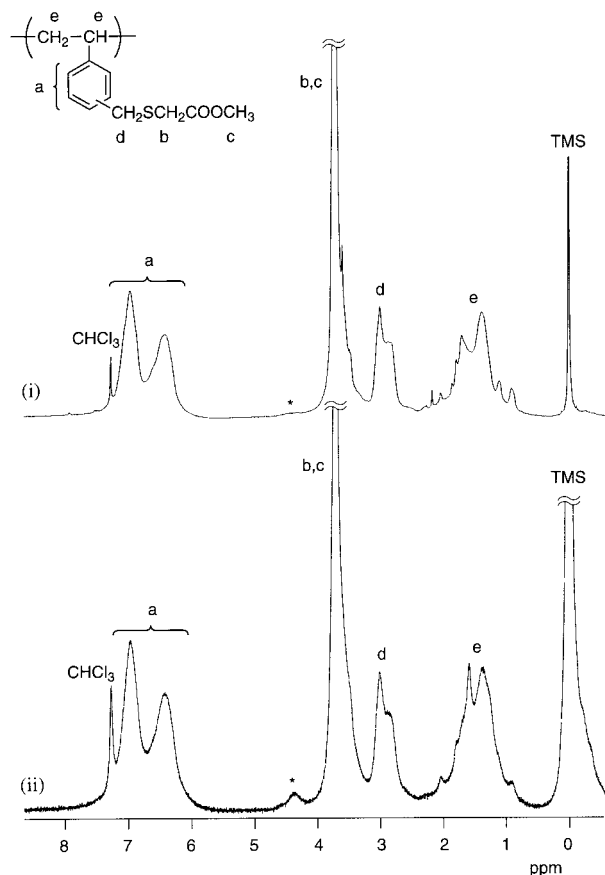 e e
CH2 CH
a
CH2SCH2COOCH3
d b c
b,c
TMS
a
CHCl3
d
e
(i)
*
b,c
TMS
a
CHCl3
d
e
(ii)
*
8 7 6 5 4 3 2 1 0
ppm